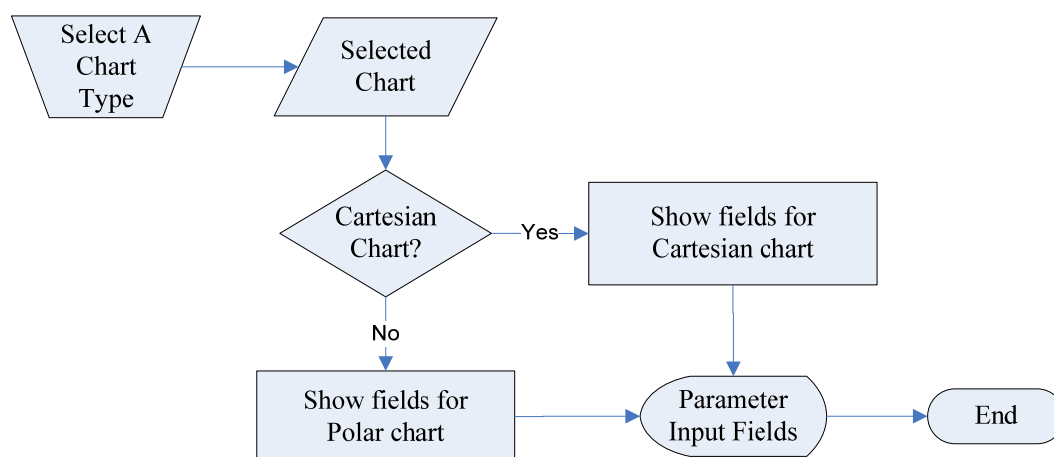 Select A
Chart
Type
Selected
Chart
Cartesian
Chart?
Yes
Show fields for
Cartesian chart
No
Show fields for
Polar chart
Parameter
Input Fields
End